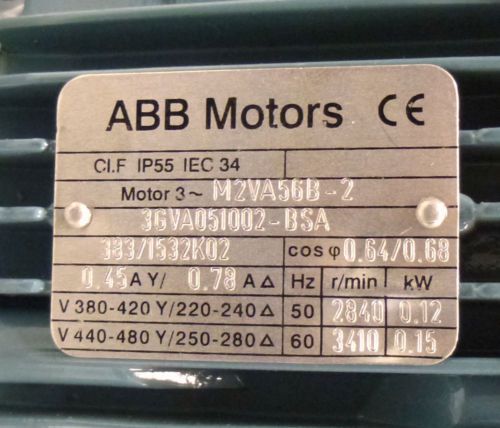 ABB Motors CE
Cl.F IP55 IEC 34
Motor 3~ M2VA56B-2
3GVA051002-BSA
383/1532K02 cos φ 0.64/0.68
0.45 A Y/ 0.78 A Δ Hz r/min kW
V 380-420 Y/220-240 Δ 50 2840 0.12
V 440-480 Y/250-280 Δ 60 3410 0.15